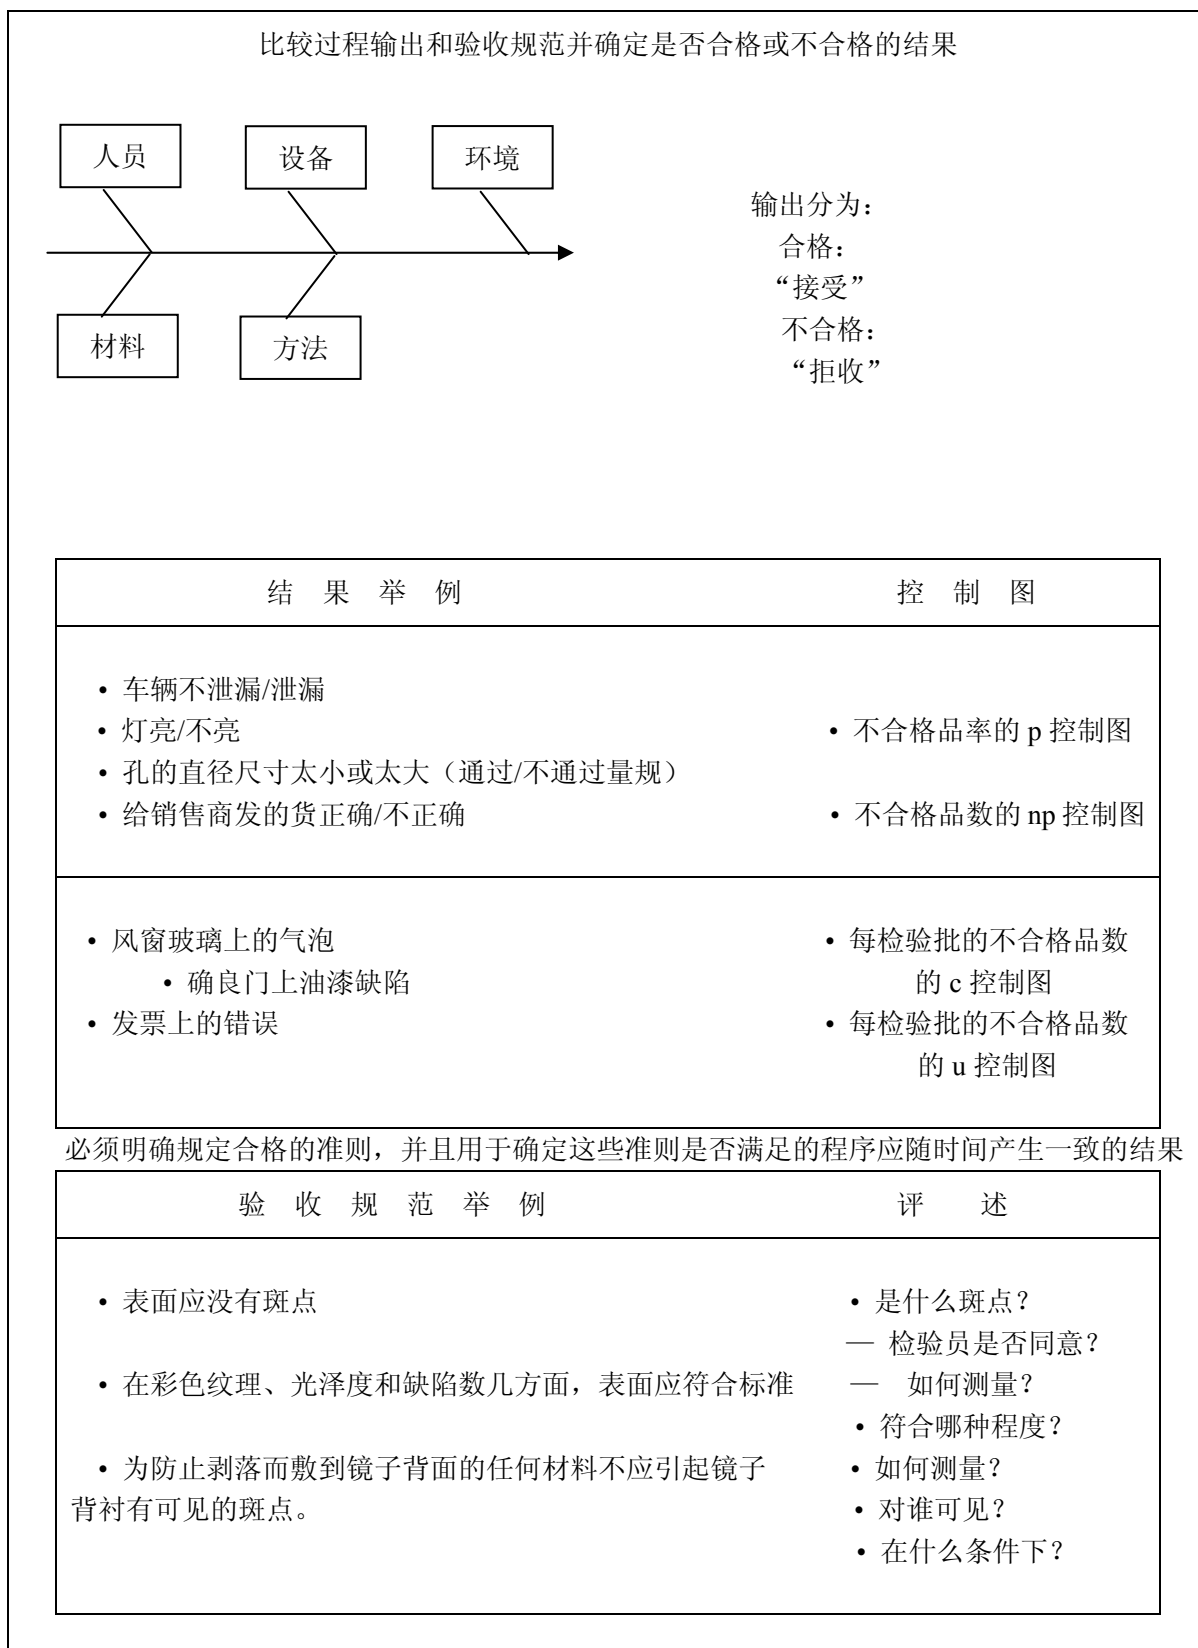 比较过程输出和验收规范并确定是否合格或不合格的结果
人员 设备 环境
材料 方法
输出分为：
合格：
“接受”
不合格：
“拒收”
结 果 举 例 控 制 图
• 车辆不泄漏/泄漏
• 灯亮/不亮 • 不合格品率的 p 控制图
• 孔的直径尺寸太小或太大（通过/不通过量规）
• 给销售商发的货正确/不正确 • 不合格品数的 np 控制图
• 风窗玻璃上的气泡 • 每检验批的不合格品数
• 确良门上油漆缺陷 的 c 控制图
• 发票上的错误 • 每检验批的不合格品数
的 u 控制图
必须明确规定合格的准则，并且用于确定这些准则是否满足的程序应随时间产生一致的结果
验 收 规 范 举 例 评 述
• 表面应没有斑点 • 是什么斑点？
— 检验员是否同意？
• 在彩色纹理、光泽度和缺陷数几方面，表面应符合标准 — 如何测量？
• 符合哪种程度？
• 为防止剥落而敷到镜子背面的任何材料不应引起镜子 • 如何测量？
背衬有可见的斑点。 • 对谁可见？
• 在什么条件下？